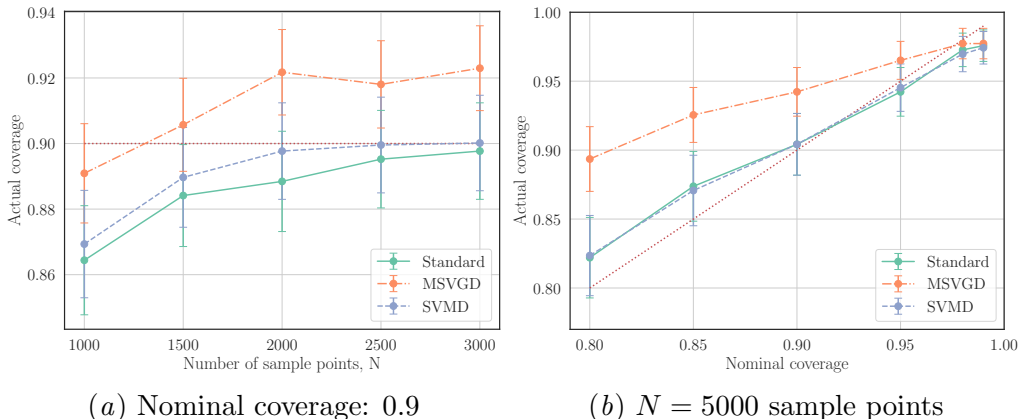 0.94
0.92
0.90
0.88
0.86
Actual coverage
1000
1500
2000
2500
3000
Number of sample points, N
Standard
MSVGD
SVMD
(a) Nominal coverage: 0.9
1.00
0.95
0.90
0.85
0.80
Actual coverage
0.80
0.85
0.90
0.95
1.00
Nominal coverage
Standard
MSVGD
SVMD
(b) N = 5000 sample points